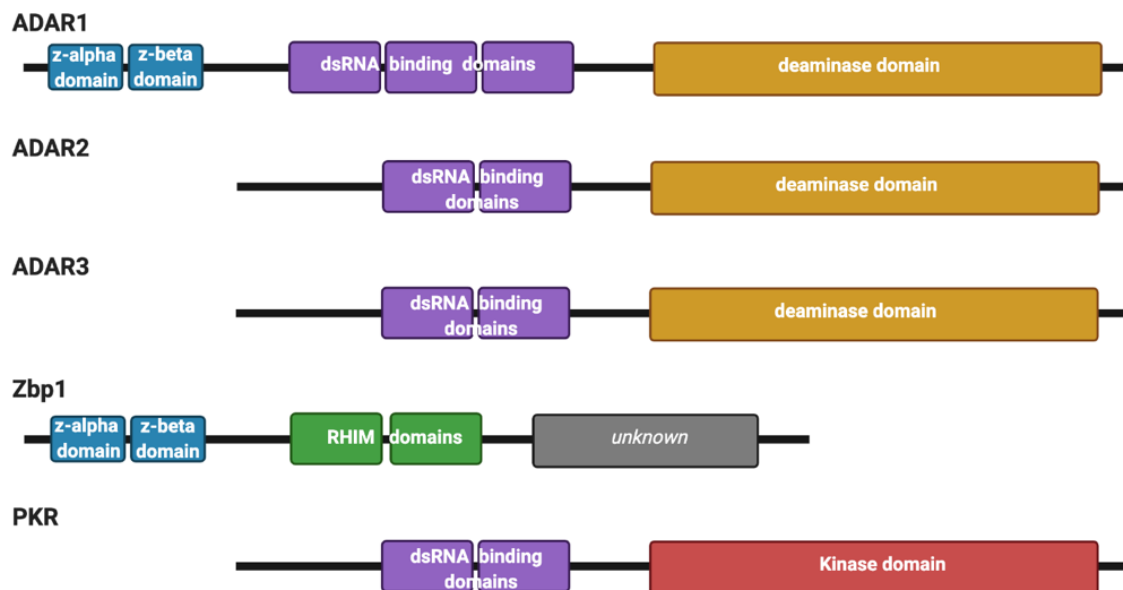 ADAR1
z-alpha domain
z-beta domain
dsRNA binding domains
deaminase domain
ADAR2
dsRNA binding
domains
deaminase domain
ADAR3
dsRNA binding
domains
deaminase domain
Zbp1
z-alpha domain
z-beta domain
RHIM domains
unknown
PKR
dsRNA binding
domains
Kinase domain